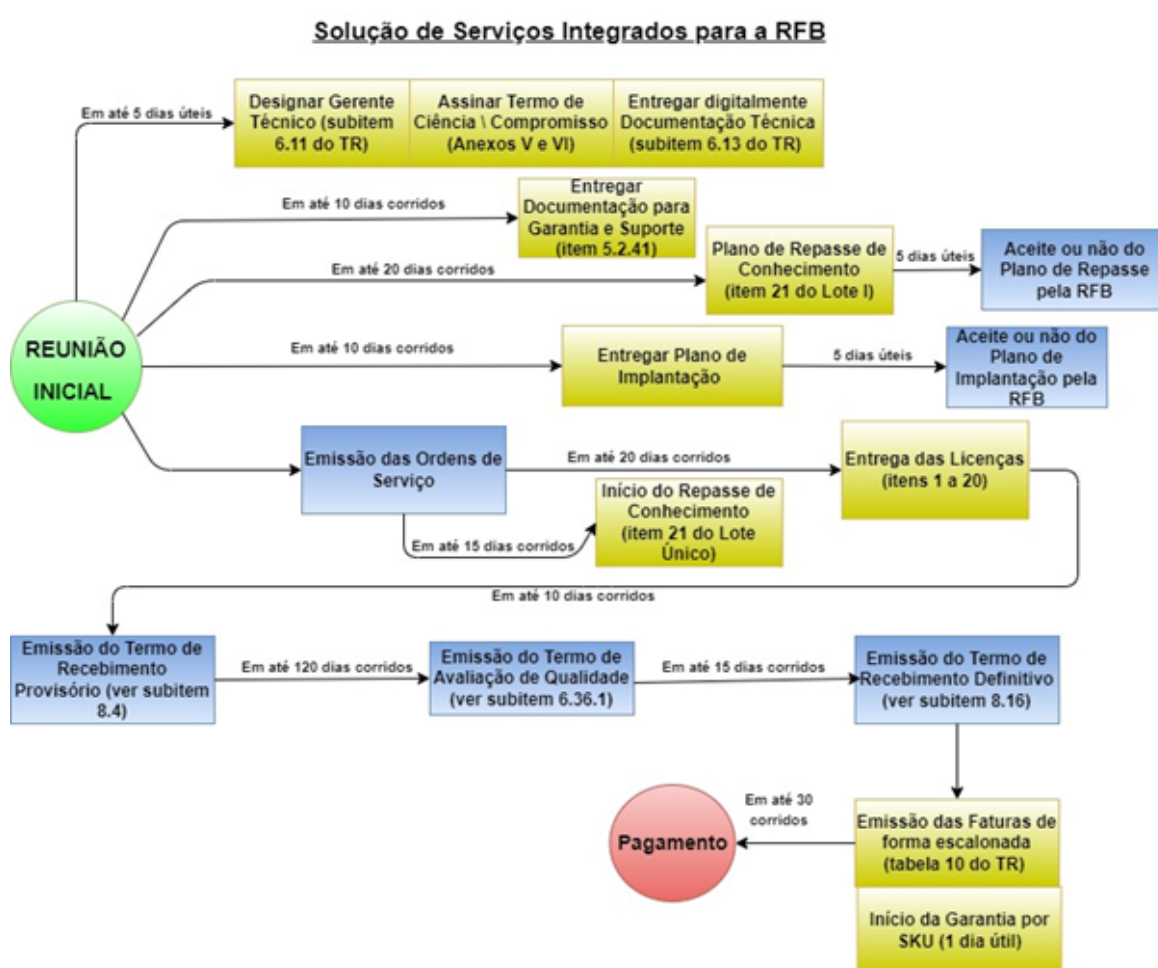 Solução de Serviços Integrados para a RFB
Em até 5 dias úteis
Designar Gerente
Técnico (subitem
6.11 do TR)
Assinar Termo de
Ciência \ Compromisso
(Anexos V e VI)
Entregar digitalmente
Documentação Técnica
(subitem 6.13 do TR)
Em até 10 dias corridos
Entregar
Documentação para
Garantia e Suporte
(item 5.2.41)
Em até 20 dias corridos
Plano de Repasse de
Conhecimento
(item 21 do Lote I)
5 dias úteis
Aceite ou não do
Plano de Repasse
pela RFB
REUNIÃO
INICIAL
Em até 10 dias corridos
Entregar Plano de
Implantação
5 dias úteis
Aceite ou não do
Plano de
Implantação pela
RFB
Emissão das Ordens de
Serviço
Em até 20 dias corridos
Entrega das Licenças
(itens 1 a 20)
Em até 15 dias corridos
Início do Repasse de
Conhecimento
(item 21 do Lote
Único)
Em até 10 dias corridos
Emissão do Termo de
Recebimento
Provisório (ver subitem
8.4)
Em até 120 dias corridos
Emissão do Termo de
Avaliação de Qualidade
(ver subitem 6.36.1)
Em até 15 dias corridos
Emissão do Termo de
Recebimento Definitivo
(ver subitem 8.16)
Pagamento
Em até 30
corridos
Emissão das Faturas de
forma escalonada
(tabela 10 do TR)
Início da Garantia por
SKU (1 dia útil)